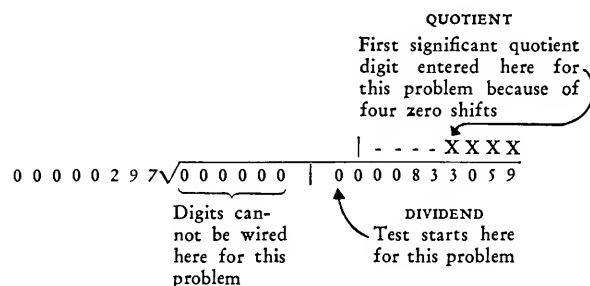 QUOTIENT
First significant quotient
digit entered here for
this problem because of
four zero shifts
| - - - - X X X X
0 0 0 0 0 2 9 7 √ 0 0 0 0 0 0 | 0 0 0 0 8 3 3 0 5 9
Digits can-
not be wired
here for this
problem
DIVIDEND
Test starts here
for this problem